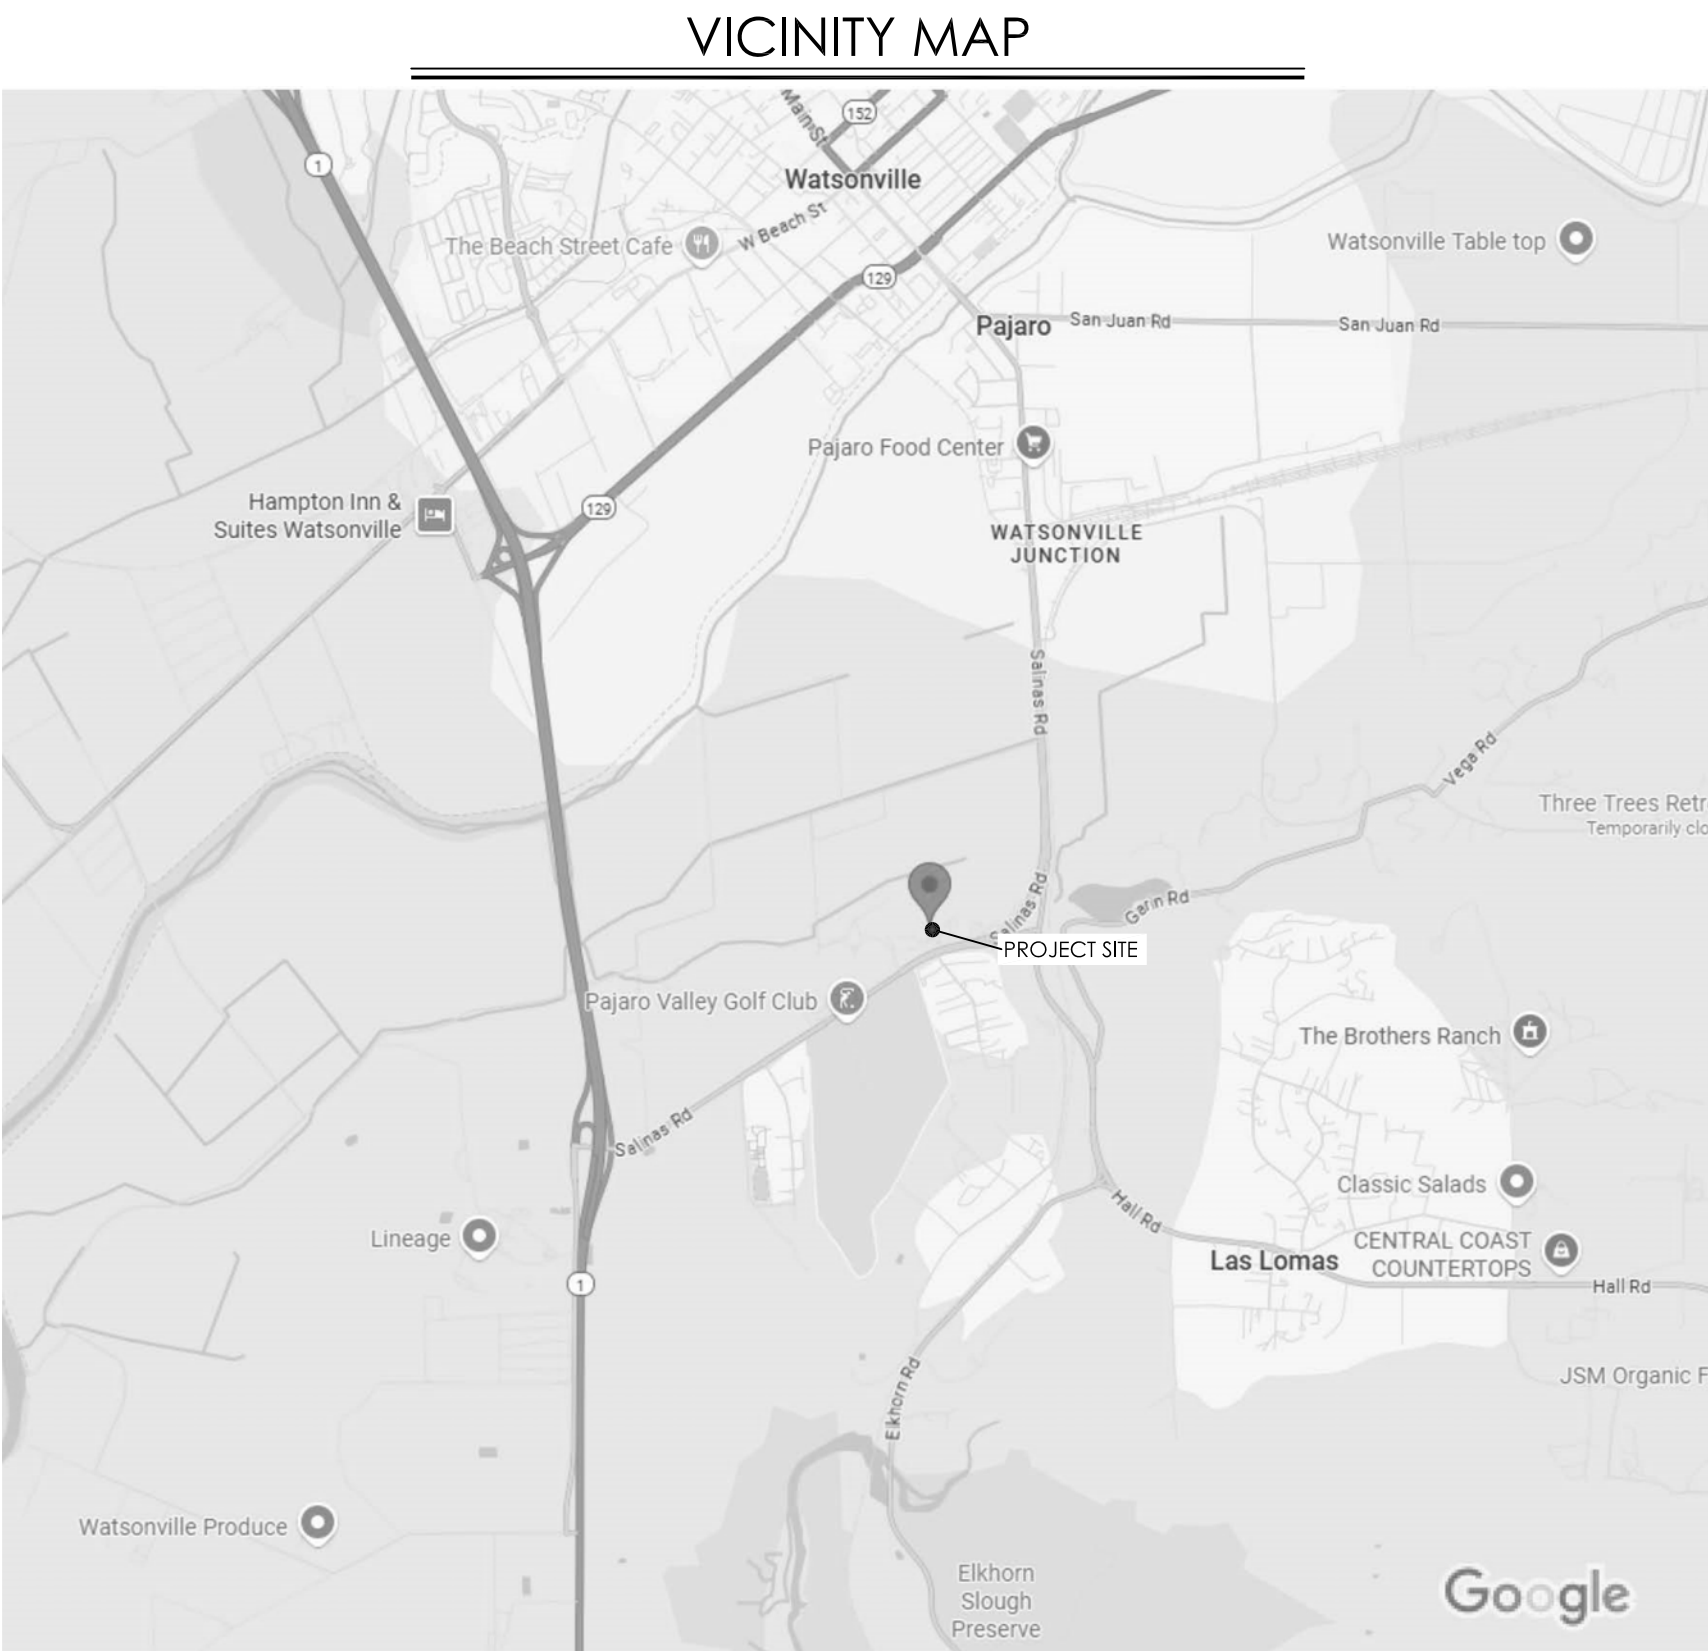 VICINITY MAP
Main St
152
1
Watsonville
W Beach St
The Beach Street Cafe
Watsonville Table top
129
Pajaro
San Juan Rd
San Juan Rd
Pajaro Food Center
Hampton Inn &
Suites Watsonville
129
WATSONVILLE
JUNCTION
Salinas Rd
Vega Rd
Three Trees Retr
Temporarily clo
Salinas Rd
Garin Rd
PROJECT SITE
Pajaro Valley Golf Club
The Brothers Ranch
Salinas Rd
Classic Salads
Hall Rd
Lineage
CENTRAL COAST
COUNTERTOPS
Las Lomas
1
Hall Rd
JSM Organic F
Elkhorn Rd
Watsonville Produce
Elkhorn
Slough
Preserve
Google